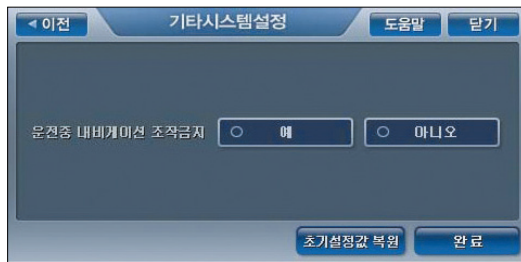 이전 기타시스템설정 도움말 닫기
운전중 내비게이션 조작금지 예 아니오
초기설정값 복원 완료